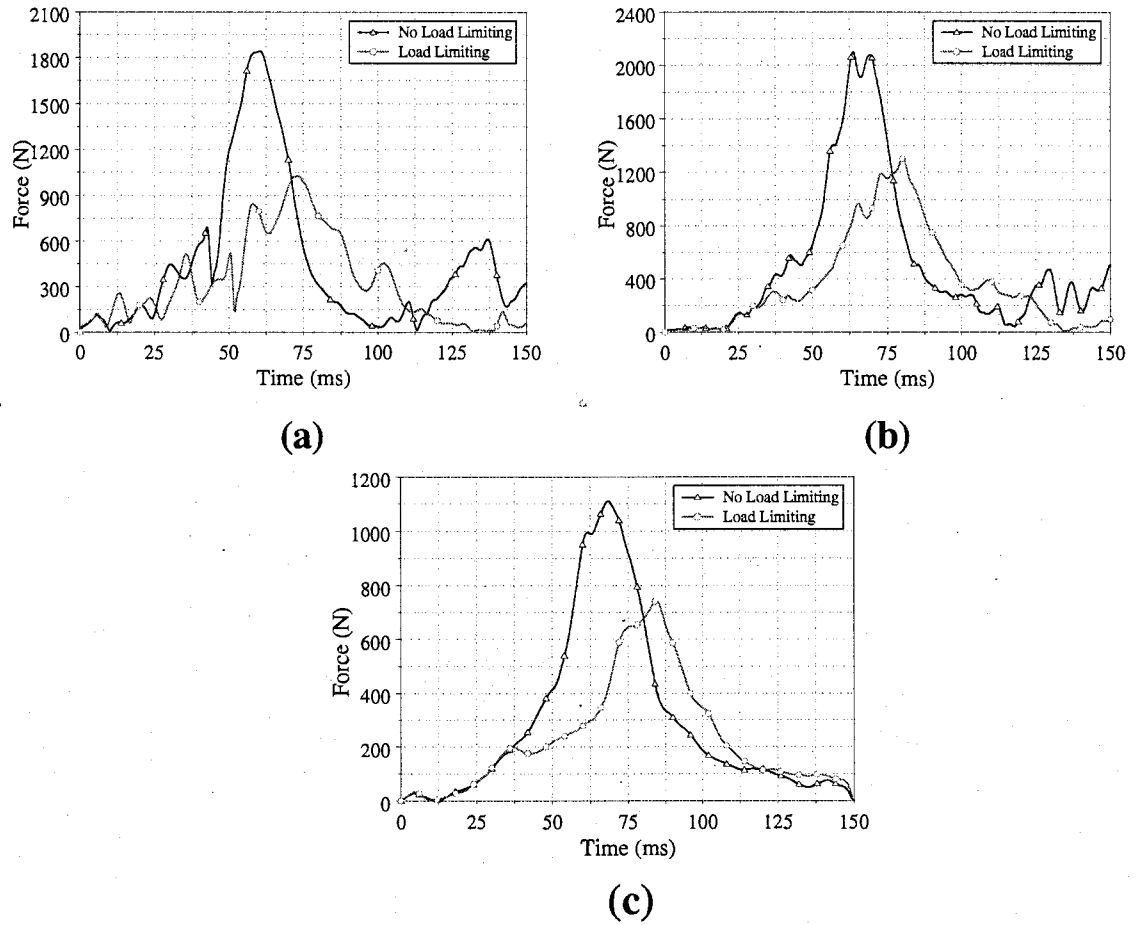 2100
1800
1500
1200
900
600
300
0
Force (N)
No Load Limiting
Load Limiting
0 25 50 75 100 125 150
Time (ms)
(a)
2400
2000
1600
1200
800
400
0
Force (N)
No Load Limiting
Load Limiting
0 25 50 75 100 125 150
Time (ms)
(b)
1200
1000
800
600
400
200
0
Force (N)
No Load Limiting
Load Limiting
0 25 50 75 100 125 150
Time (ms)
(c)